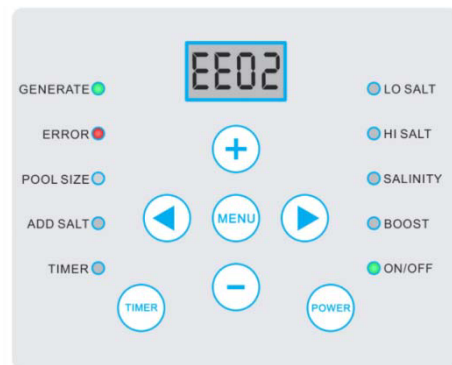 EE02
GENERATE
LO SALT
ERROR
HI SALT
+
POOL SIZE
SALINITY
MENU
ADD SALT
BOOST
TIMER
ON/OFF
−
TIMER
POWER